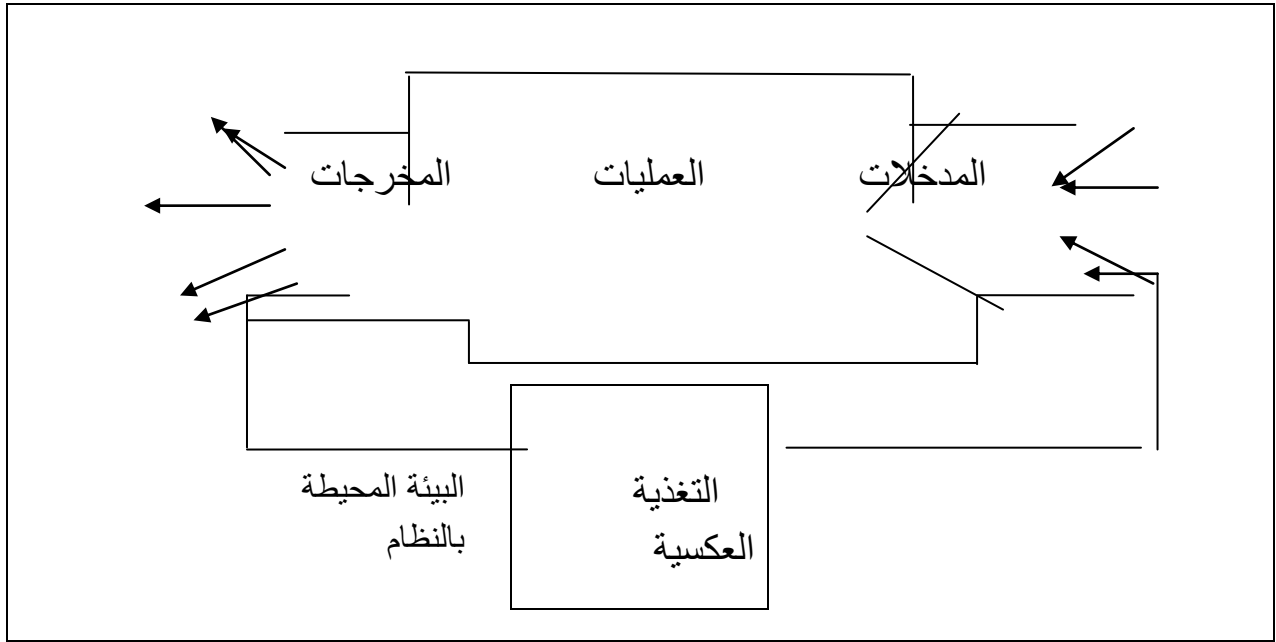 المدخلات
العمليات
المخرجات
التغذية
العكسية
البيئة المحيطة
بالنظام